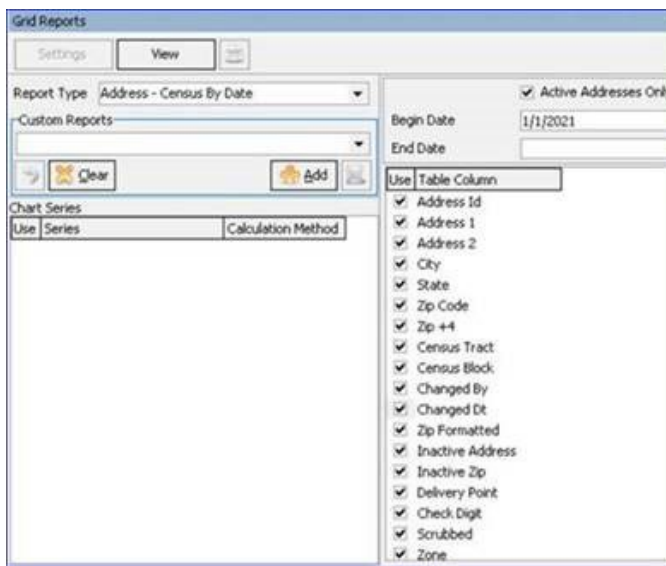 Grid Reports
Settings View
Report Type Address - Census By Date
Custom Reports
Clear Add
Chart Series
Use Series Calculation Method
Active Addresses Onl
Begin Date 1/1/2021
End Date
Use Table Column
Address Id
Address 1
Address 2
City
State
Zip Code
Zip +4
Census Tract
Census Block
Changed By
Changed Dt
Zip Formatted
Inactive Address
Inactive Zip
Delivery Point
Check Digit
Scrubbed
Zone